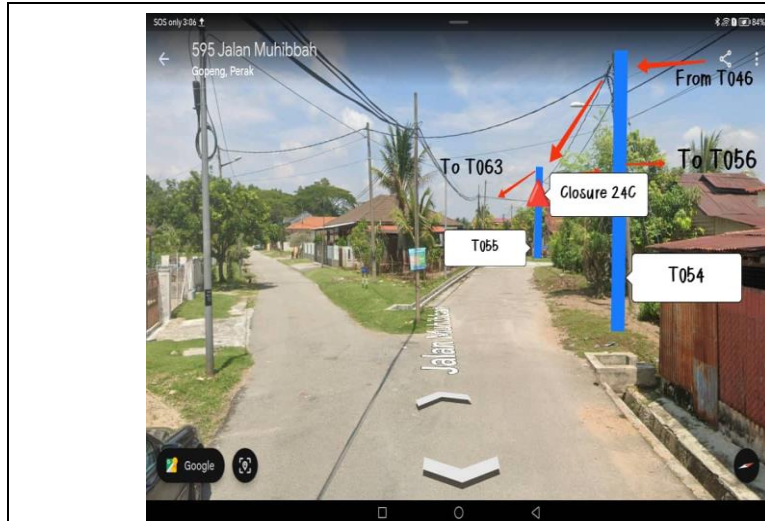 SOS only 3:06
84%
595 Jalan Muhibbah
Gopeng, Perak
From T046
To T063
To T056
Closure 24C
T055
T054
Jalan Muhibbah
Google